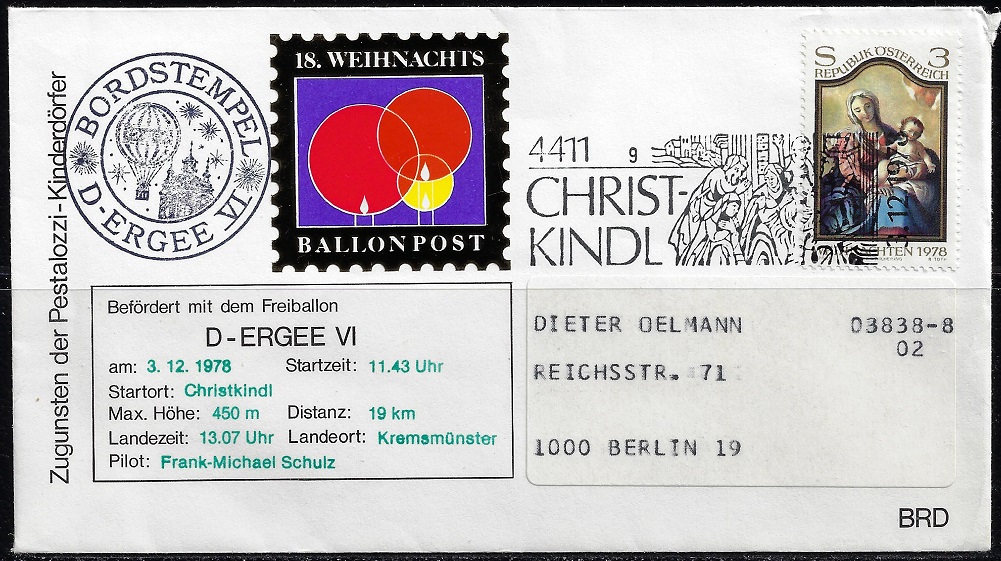 Zugunsten der Pestalozzi-Kinderdörfer
BORDSTEMPEL
D-ERGEE VI
18. WEIHNACHTS
BALLONPOST
4411 9
CHRIST-
KINDL
S 3
REPUBLIK ÖSTERREICH
12
CHTEN 1978
Befördert mit dem Freiballon
D-ERGEE VI
am: 3. 12. 1978 Startzeit: 11.43 Uhr
Startort: Christkindl
Max. Höhe: 450 m Distanz: 19 km
Landezeit: 13.07 Uhr Landeort: Kremsmünster
Pilot: Frank-Michael Schulz
DIETER OELMANN 03838-8
02
REICHSSTR. 71
1000 BERLIN 19
BRD